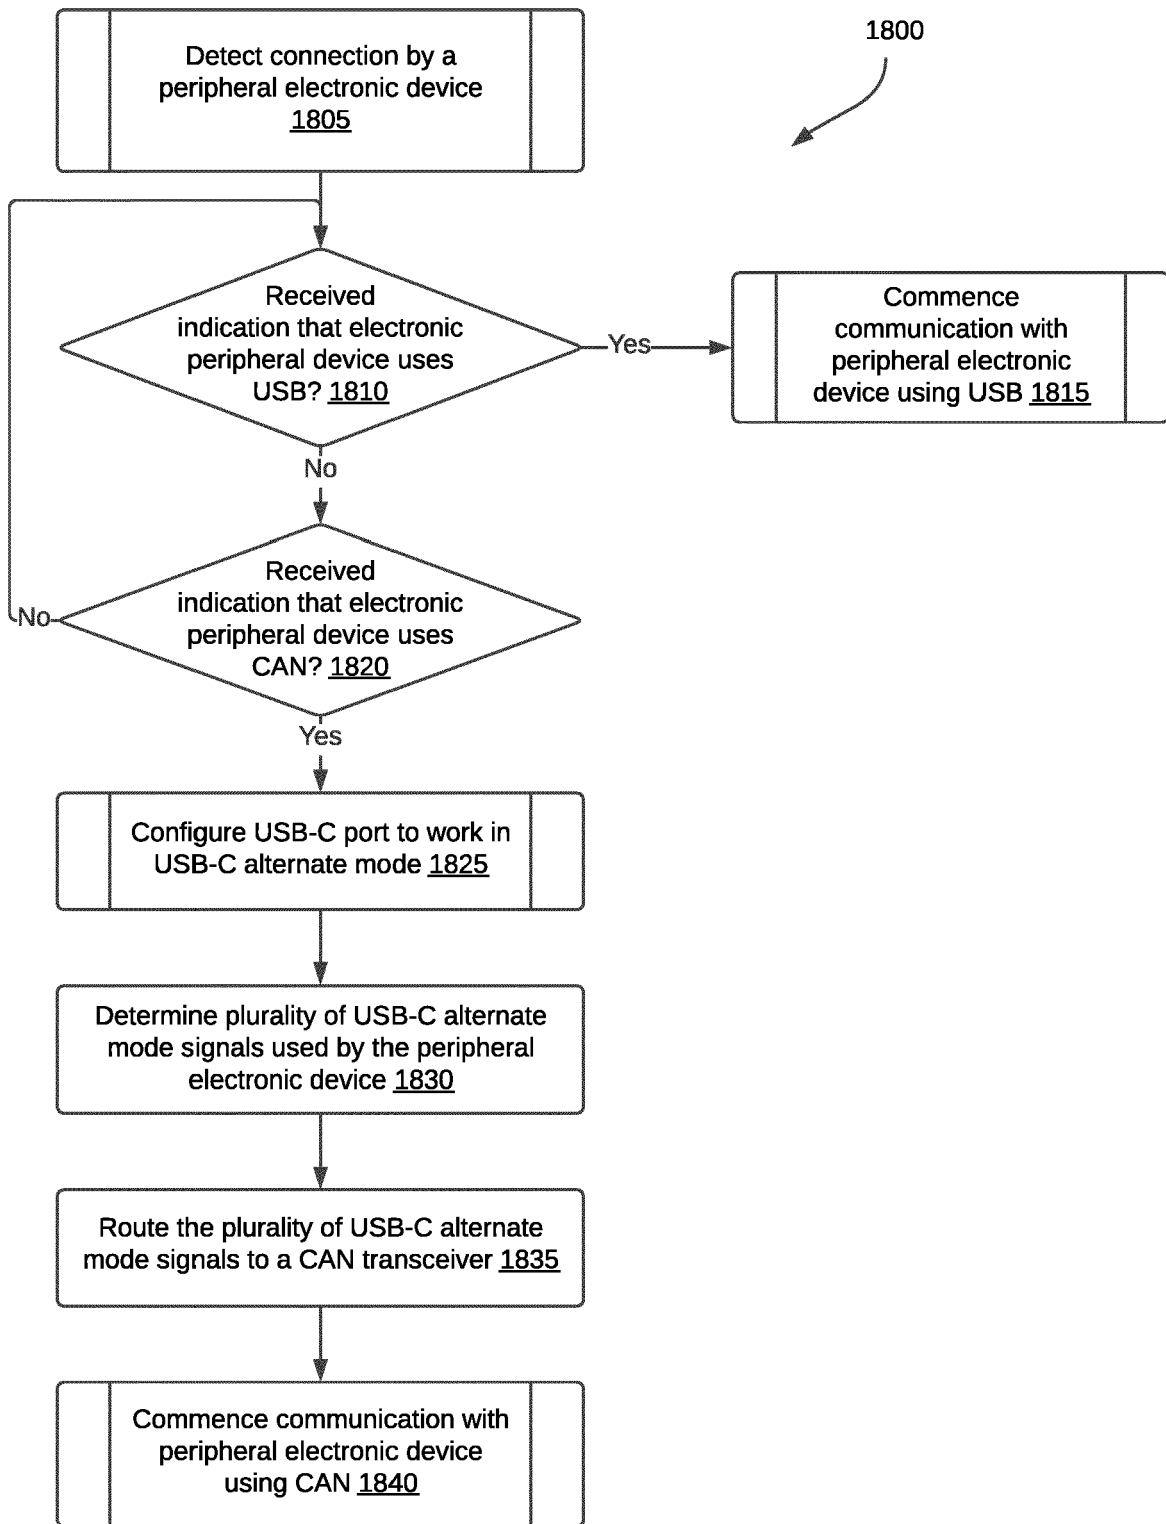 Detect connection by a
peripheral electronic device
1805
1800
Received
indication that electronic
peripheral device uses
USB? 1810
Yes
Commence
communication with
peripheral electronic
device using USB 1815
No
Received
indication that electronic
peripheral device uses
CAN? 1820
No
Yes
Configure USB-C port to work in
USB-C alternate mode 1825
Determine plurality of USB-C alternate
mode signals used by the peripheral
electronic device 1830
Route the plurality of USB-C alternate
mode signals to a CAN transceiver 1835
Commence communication with
peripheral electronic device
using CAN 1840